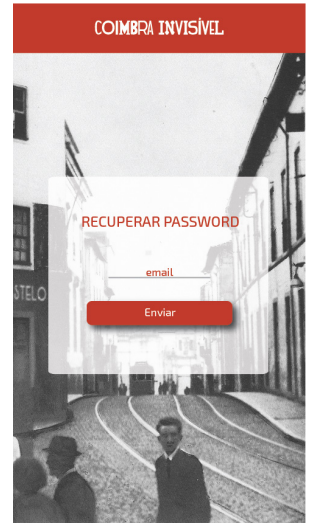 COIMBRA INVISÍVEL
RECUPERAR PASSWORD
STELO
email
Enviar